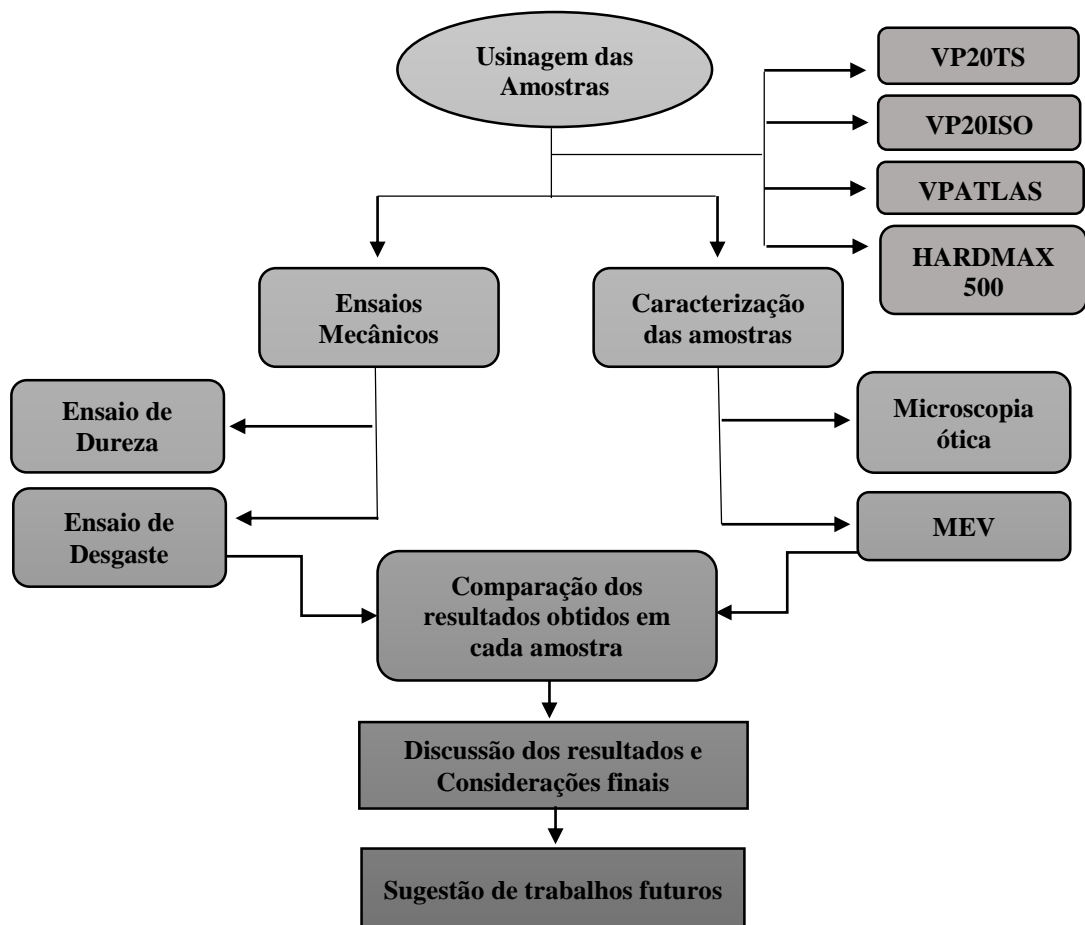 Usinagem das
Amostras
VP20TS
VP20ISO
VPATLAS
HARDMAX
500
Ensaios
Mecânicos
Caracterização
das amostras
Ensaio de
Dureza
Microscopia
ótica
Ensaio de
Desgaste
MEV
Comparação dos
resultados obtidos em
cada amostra
Discussão dos resultados e
Considerações finais
Sugestão de trabalhos futuros